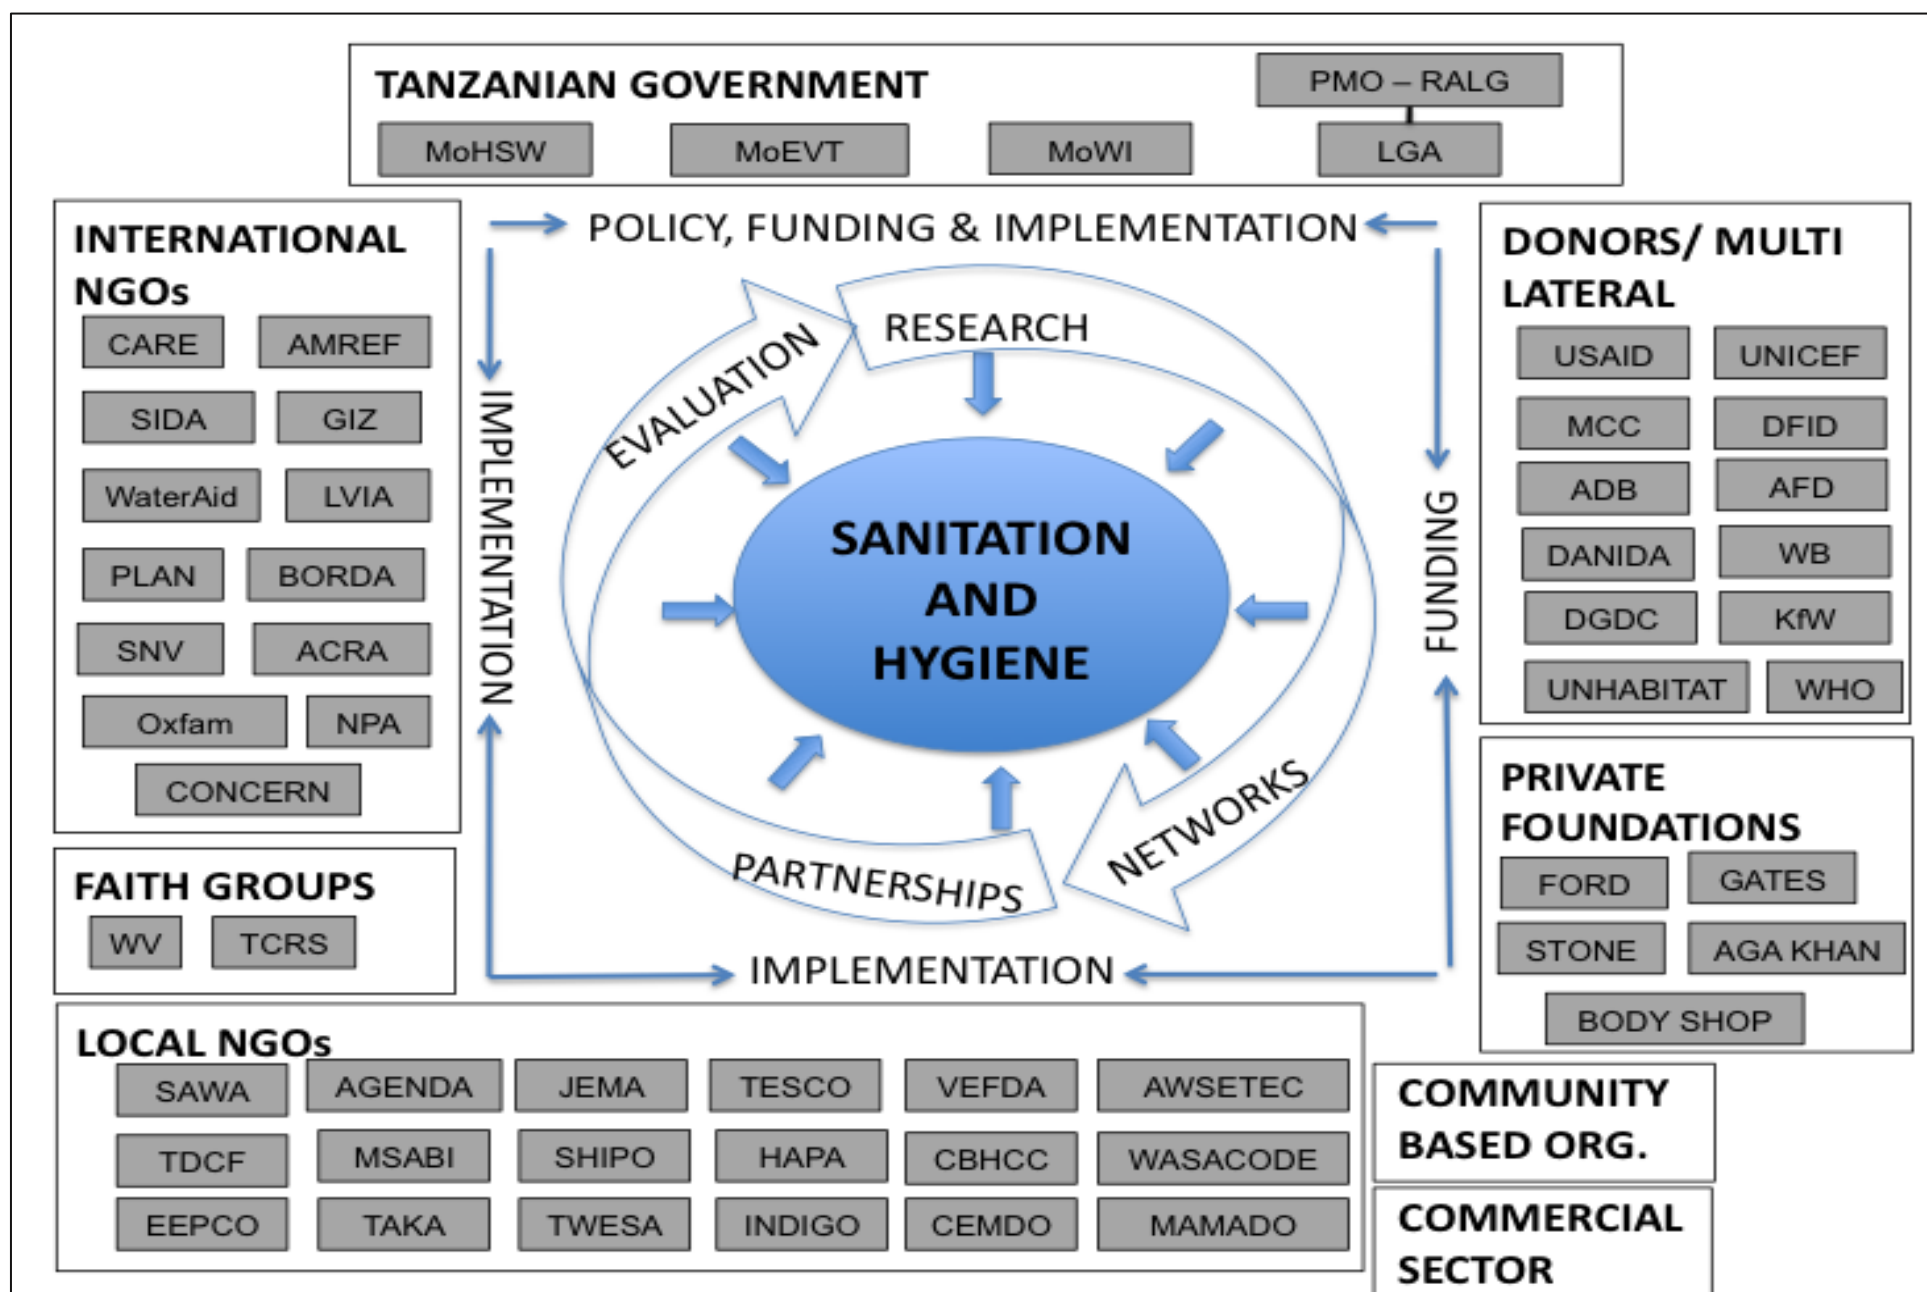 TANZANIAN GOVERNMENT
PMO – RALG
MoHSW
MoEVT
MoWI
LGA
INTERNATIONAL
NGOs
CARE
AMREF
SIDA
GIZ
WaterAid
LVIA
PLAN
BORDA
SNV
ACRA
Oxfam
NPA
CONCERN
FAITH GROUPS
WV
TCRS
POLICY, FUNDING & IMPLEMENTATION
IMPLEMENTATION
EVALUATION
RESEARCH
SANITATION
AND
HYGIENE
PARTNERSHIPS
NETWORKS
FUNDING
IMPLEMENTATION
DONORS/ MULTI
LATERAL
USAID
UNICEF
MCC
DFID
ADB
AFD
DANIDA
WB
DGDC
KfW
UNHABITAT
WHO
PRIVATE
FOUNDATIONS
FORD
GATES
STONE
AGA KHAN
BODY SHOP
LOCAL NGOs
SAWA
AGENDA
JEMA
TESCO
VEFDA
AWSETEC
TDCF
MSABI
SHIPO
HAPA
CBHCC
WASACODE
EEPCO
TAKA
TWESA
INDIGO
CEMDO
MAMADO
COMMUNITY
BASED ORG.
COMMERCIAL
SECTOR